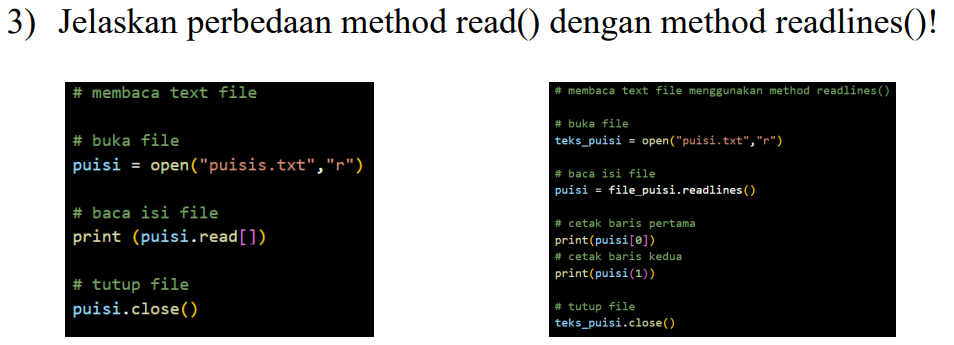 3) Jelaskan perbedaan method read() dengan method readlines()!
# membaca text file
# buka file
puisi = open("puisis.txt","r")
# baca isi file
print (puisi.read[])
# tutup file
puisi.close()
# membaca text file menggunakan method readlines()
# buka file
teks_puisi = open("puisi.txt","r")
# baca isi file
puisi = file_puisi.readlines()
# cetak baris pertama
print(puisi[0])
# cetak baris kedua
print(puisi(1))
# tutup file
teks_puisi.close()